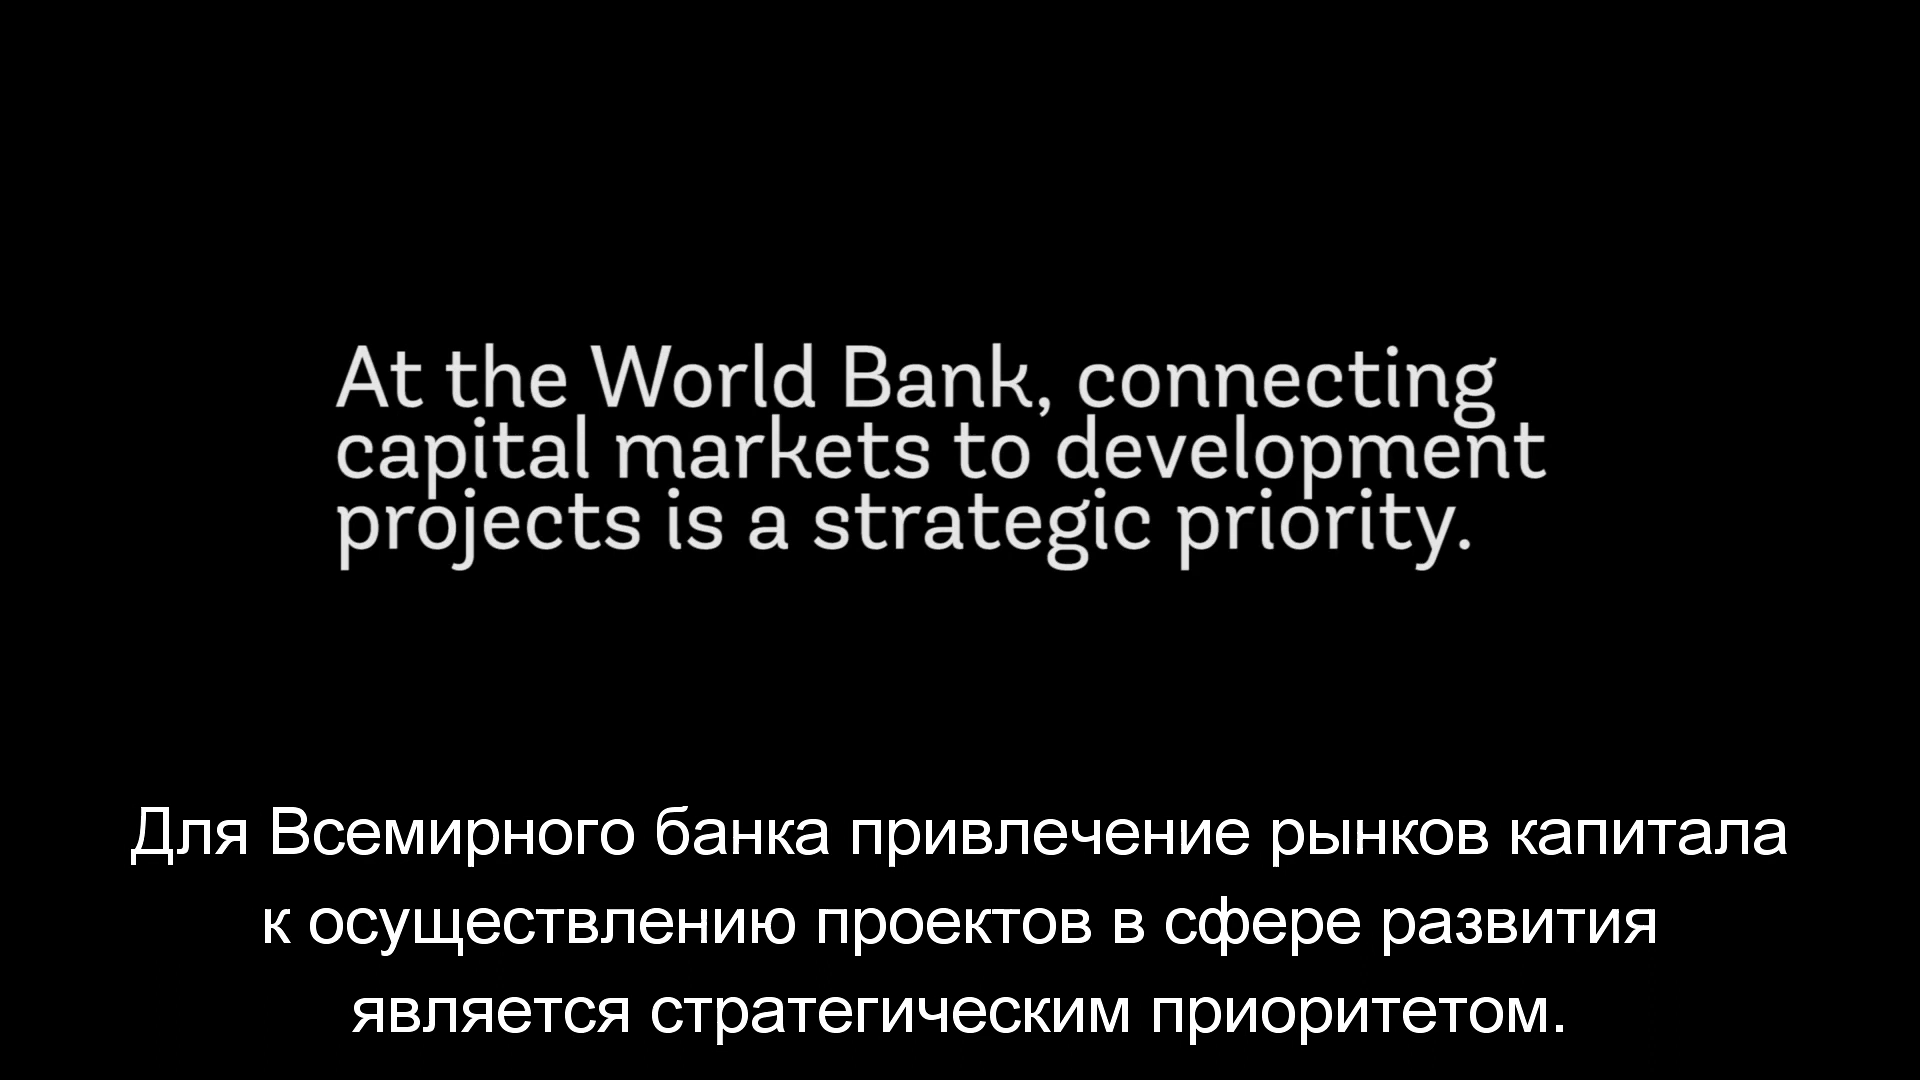 At the World Bank, connecting
capital markets to development
projects is a strategic priority.
Для Всемирного банка привлечение рынков капитала
к осуществлению проектов в сфере развития
является стратегическим приоритетом.